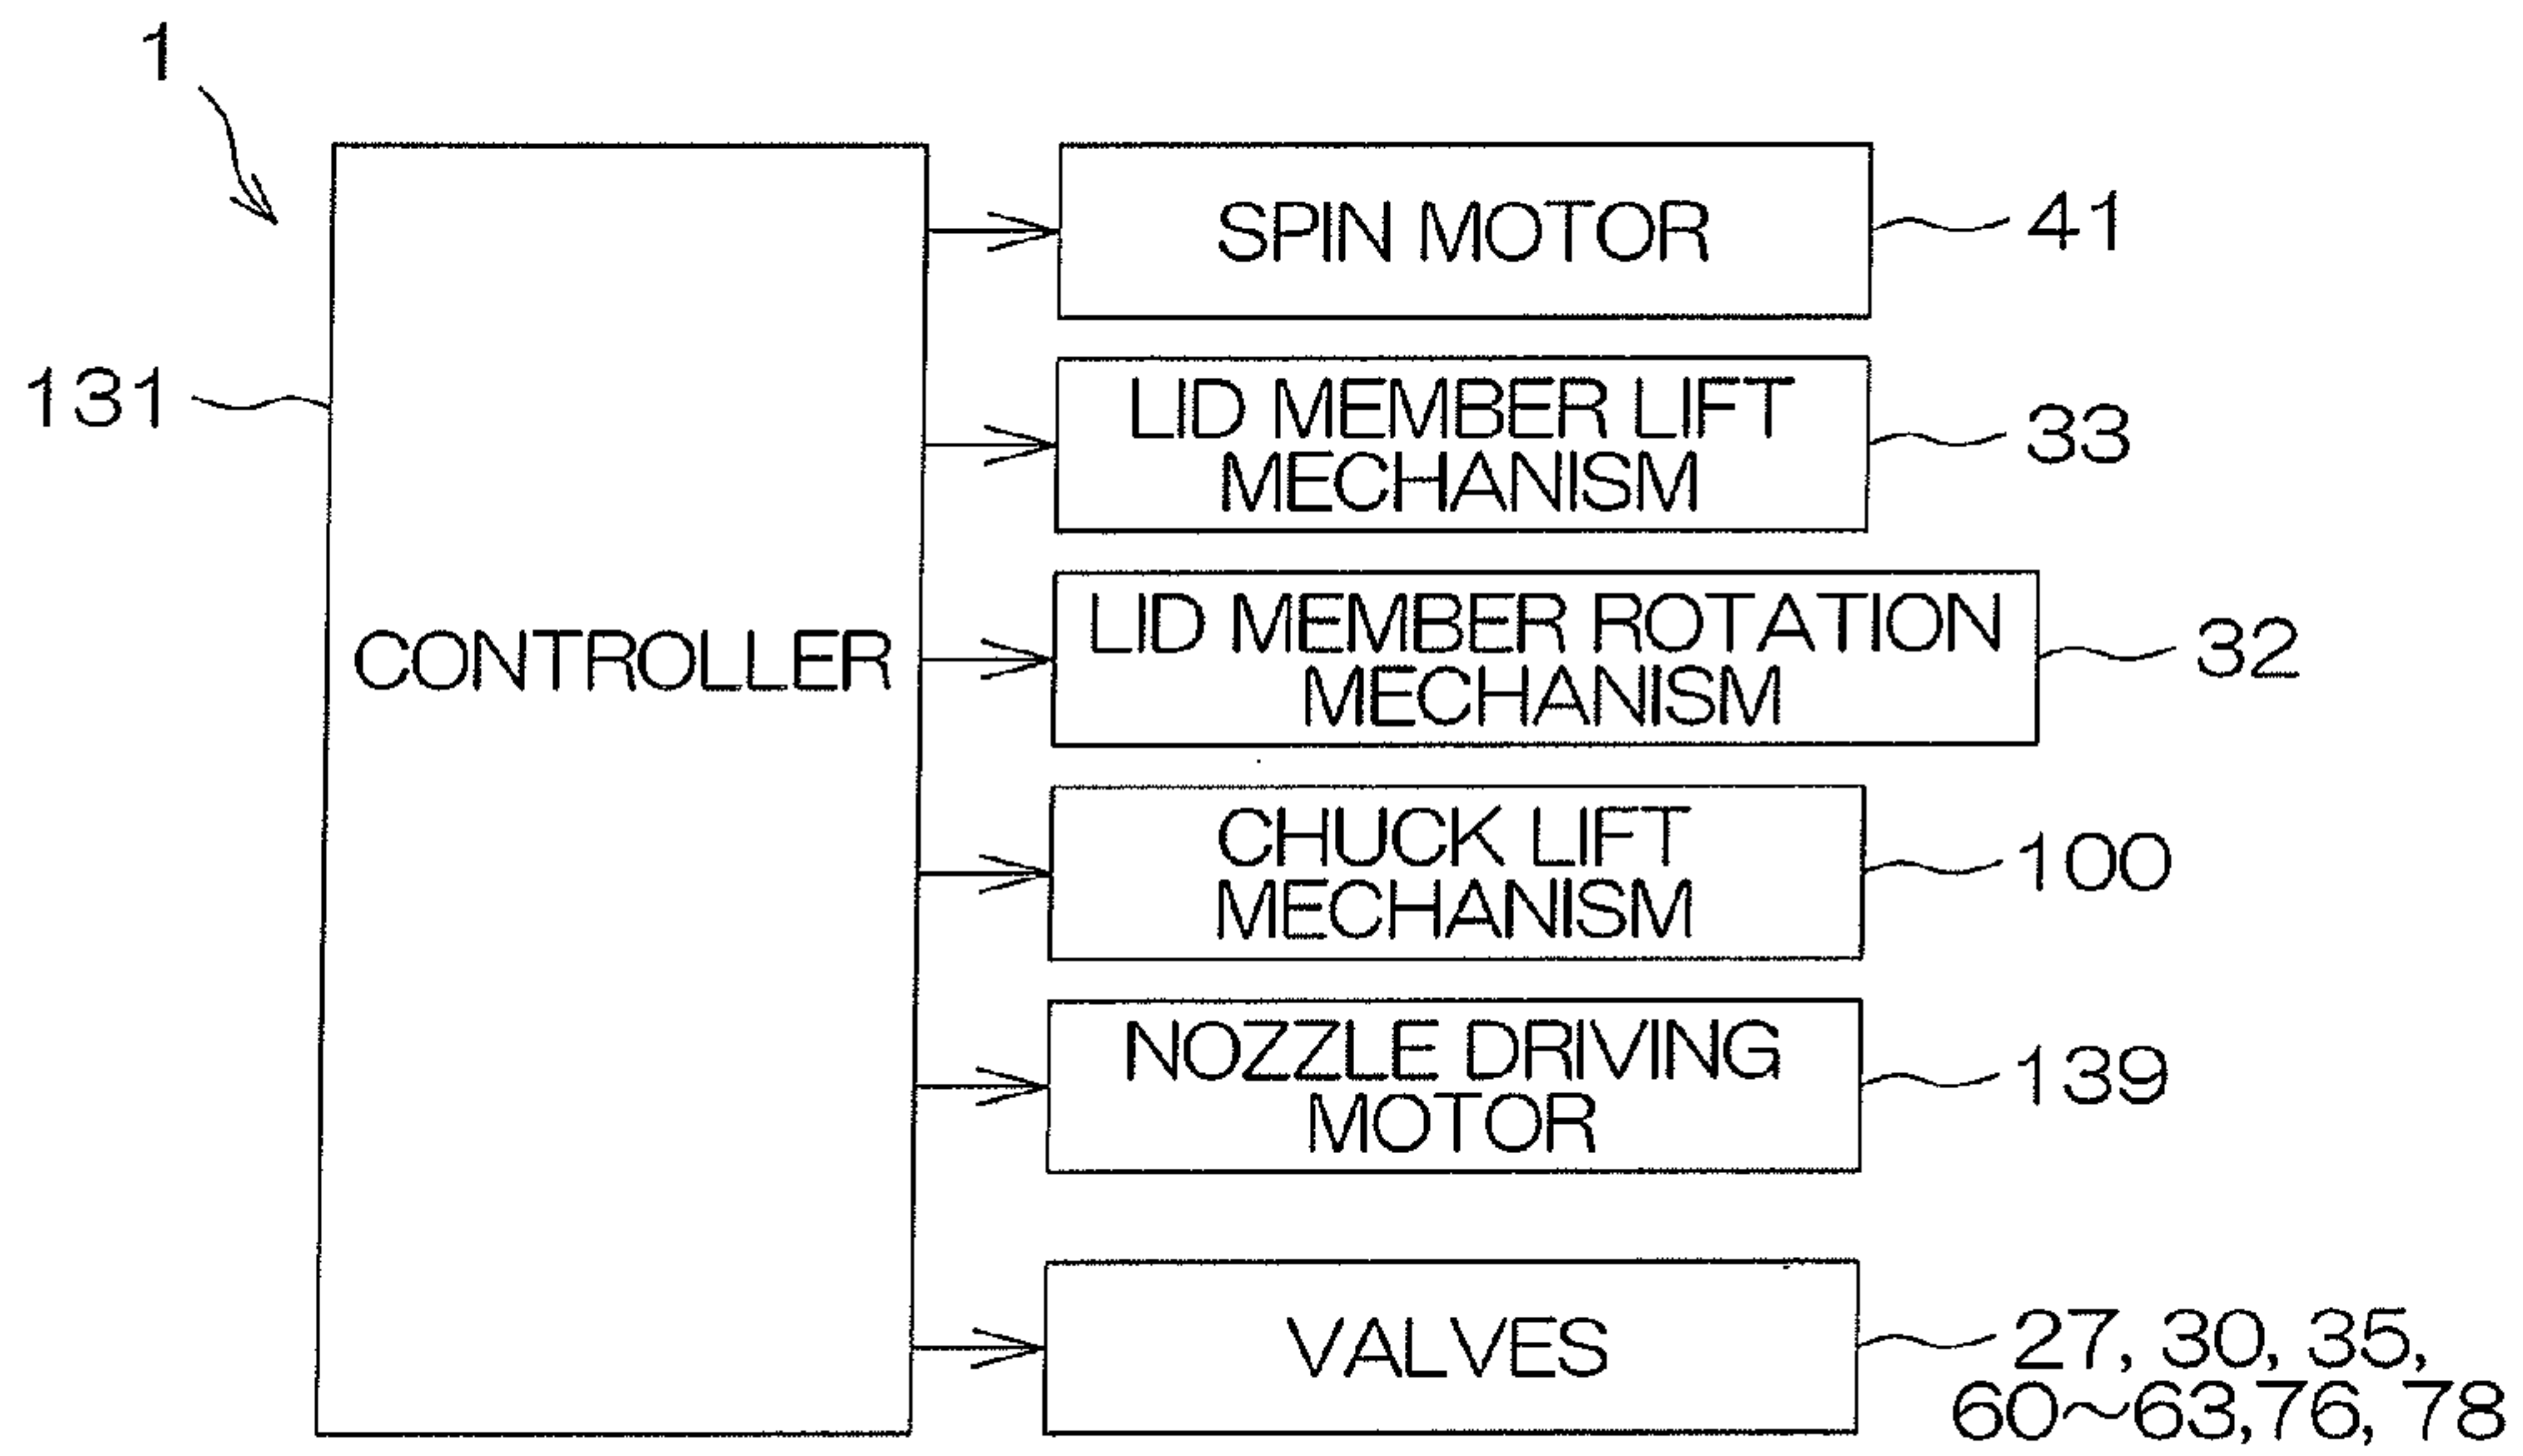 1
131
CONTROLLER
SPIN MOTOR
41
LID MEMBER LIFT
MECHANISM
33
LID MEMBER ROTATION
MECHANISM
32
CHUCK LIFT
MECHANISM
100
NOZZLE DRIVING
MOTOR
139
VALVES
27, 30, 35,
60~63,76, 78